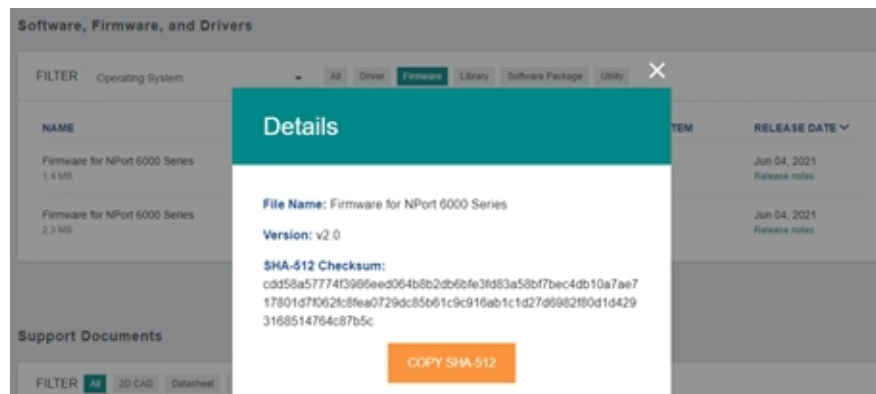 Software, Firmware, and Drivers
FILTER Operating System All Driver Firmware Library Software Package Utility
Details
NAME TEM RELEASE DATE
Firmware for NPort 6000 Series Jun 04, 2021
1.4 MB Release notes
File Name: Firmware for NPort 6000 Series
Firmware for NPort 6000 Series Jun 04, 2021
2.3 MB Release notes
Version: v2.0
SHA-512 Checksum:
cdd58a57774f3986eed064b8b2db6bfe3fd83a58bf7bec4db10a7ae7
17801d7f062fc8fea0729dc85b61c9c916ab1c1d27d6982f80d1d429
3168514764c87b5c
Support Documents
COPY SHA-512
FILTER All 2D CAD Datasheet